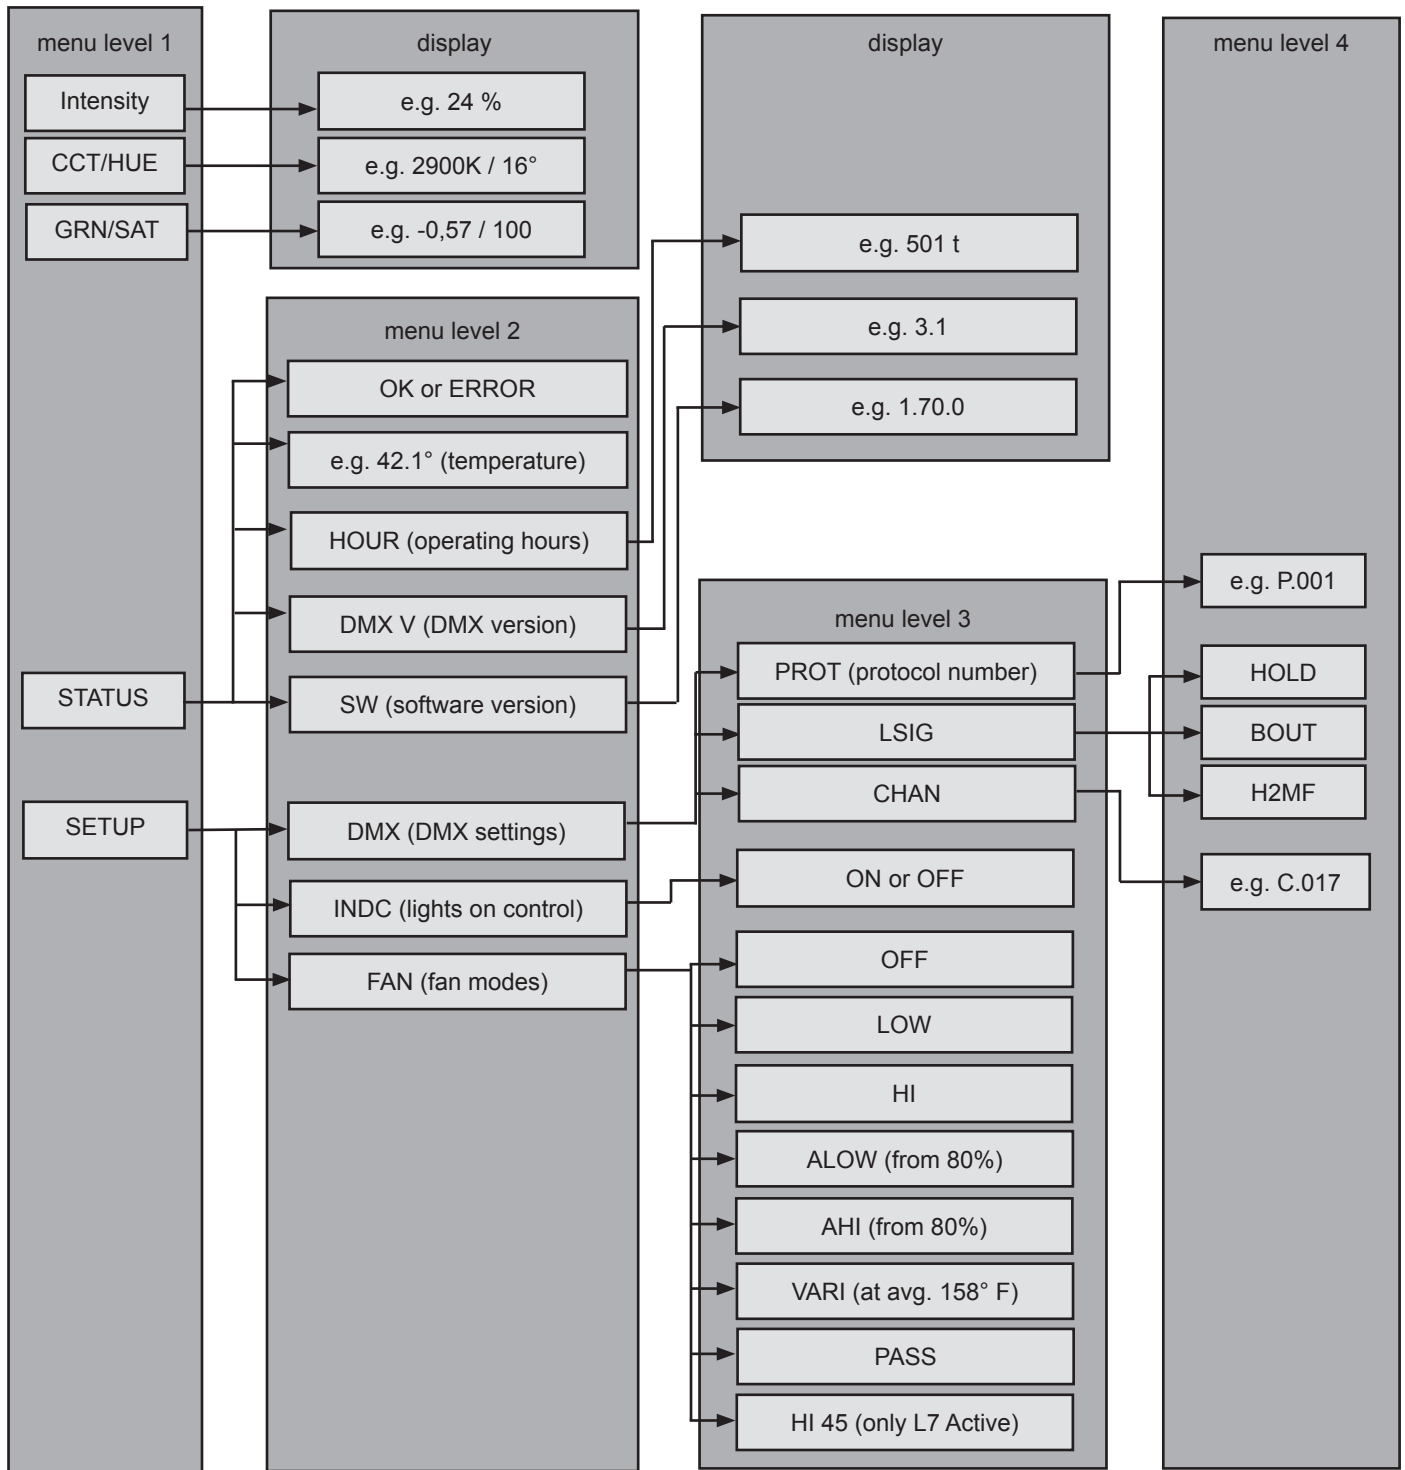 menu level 1
Intensity
CCT/HUE
GRN/SAT
STATUS
SETUP
display
e.g. 24 %
e.g. 2900K / 16°
e.g. -0,57 / 100
menu level 2
OK or ERROR
e.g. 42.1° (temperature)
HOUR (operating hours)
DMX V (DMX version)
SW (software version)
DMX (DMX settings)
INDC (lights on control)
FAN (fan modes)
display
e.g. 501 t
e.g. 3.1
e.g. 1.70.0
menu level 3
PROT (protocol number)
LSIG
CHAN
ON or OFF
OFF
LOW
HI
ALOW (from 80%)
AHI (from 80%)
VARI (at avg. 158° F)
PASS
HI 45 (only L7 Active)
menu level 4
e.g. P.001
HOLD
BOUT
H2MF
e.g. C.017